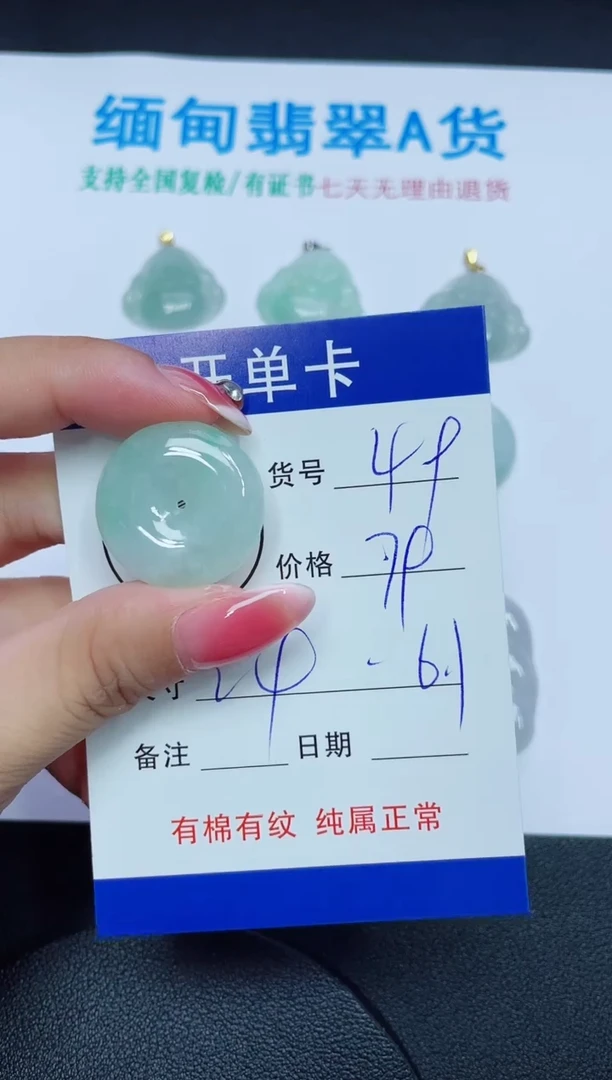 缅甸翡翠A货
支持全国复检/有证书七天无理由退货
开单卡
货号
价格
6.1
备注 日期
有棉有纹 纯属正常